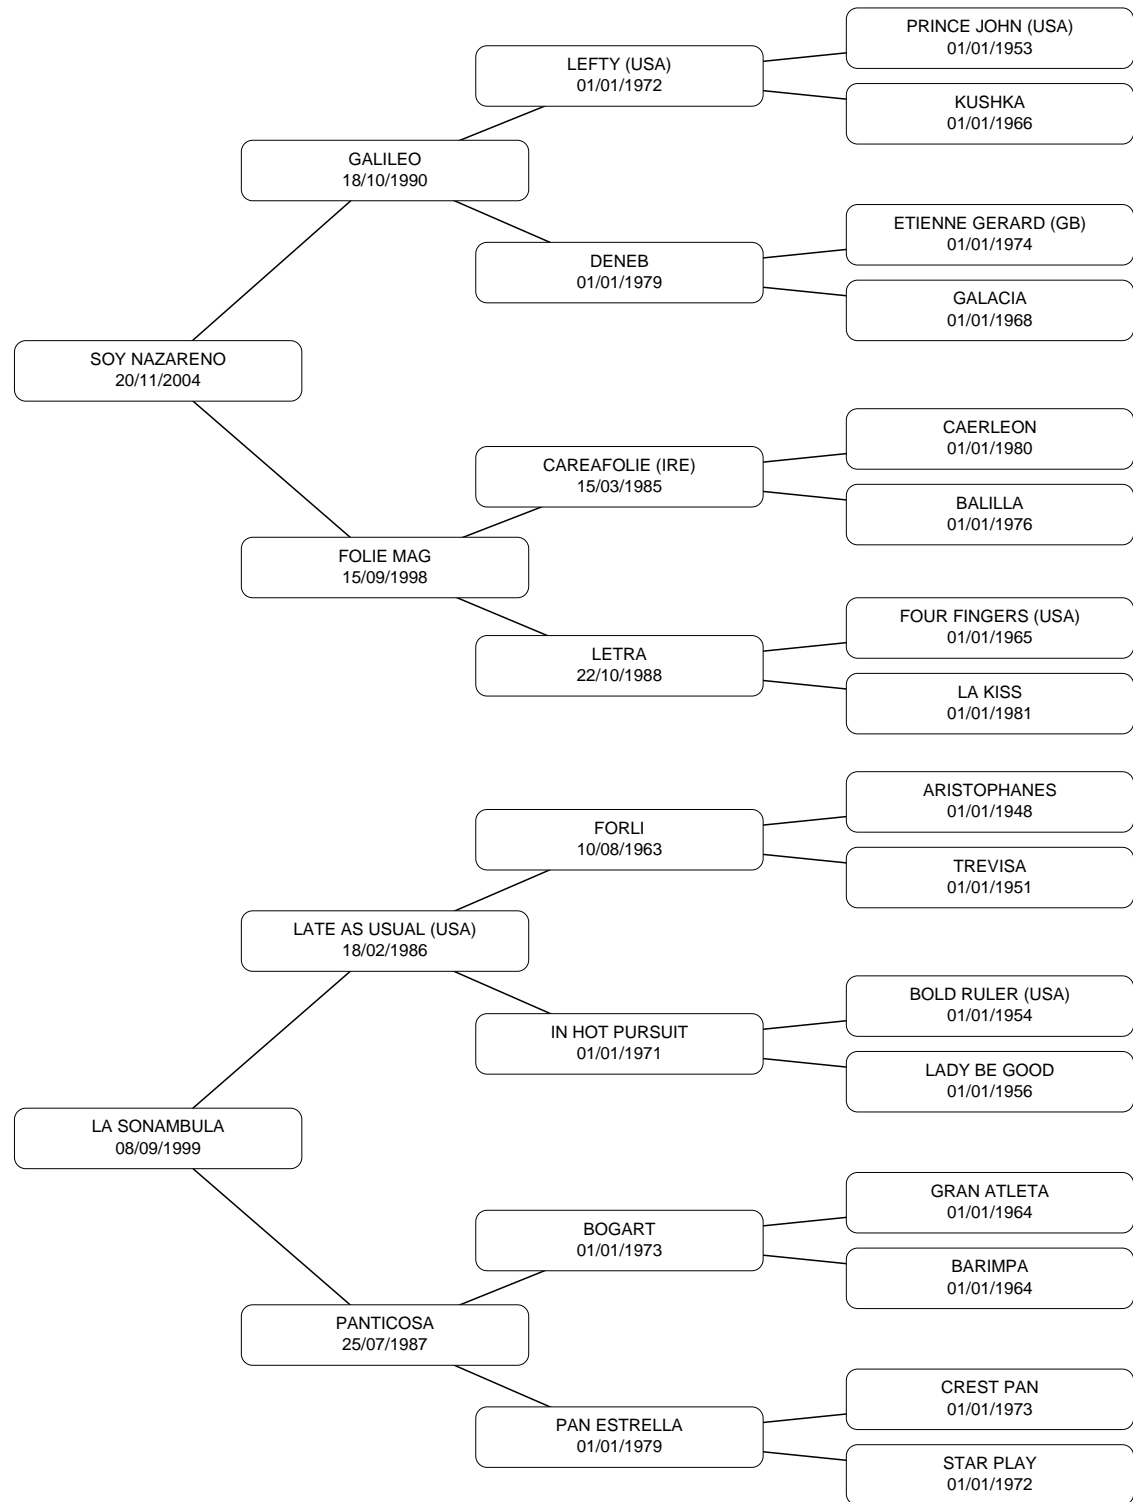 PRINCE JOHN (USA)
01/01/1953
LEFTY (USA)
01/01/1972
KUSHKA
01/01/1966
GALILEO
18/10/1990
ETIENNE GERARD (GB)
01/01/1974
DENEB
01/01/1979
GALACIA
01/01/1968
SOY NAZARENO
20/11/2004
CAERLEON
01/01/1980
CAREAFOLIE (IRE)
15/03/1985
BALILLA
01/01/1976
FOLIE MAG
15/09/1998
FOUR FINGERS (USA)
01/01/1965
LETRA
22/10/1988
LA KISS
01/01/1981
ARISTOPHANES
01/01/1948
FORLI
10/08/1963
TREVISA
01/01/1951
LATE AS USUAL (USA)
18/02/1986
BOLD RULER (USA)
01/01/1954
IN HOT PURSUIT
01/01/1971
LADY BE GOOD
01/01/1956
LA SONAMBULA
08/09/1999
GRAN ATLETA
01/01/1964
BOGART
01/01/1973
BARIMPA
01/01/1964
PANTICOSA
25/07/1987
CREST PAN
01/01/1973
PAN ESTRELLA
01/01/1979
STAR PLAY
01/01/1972